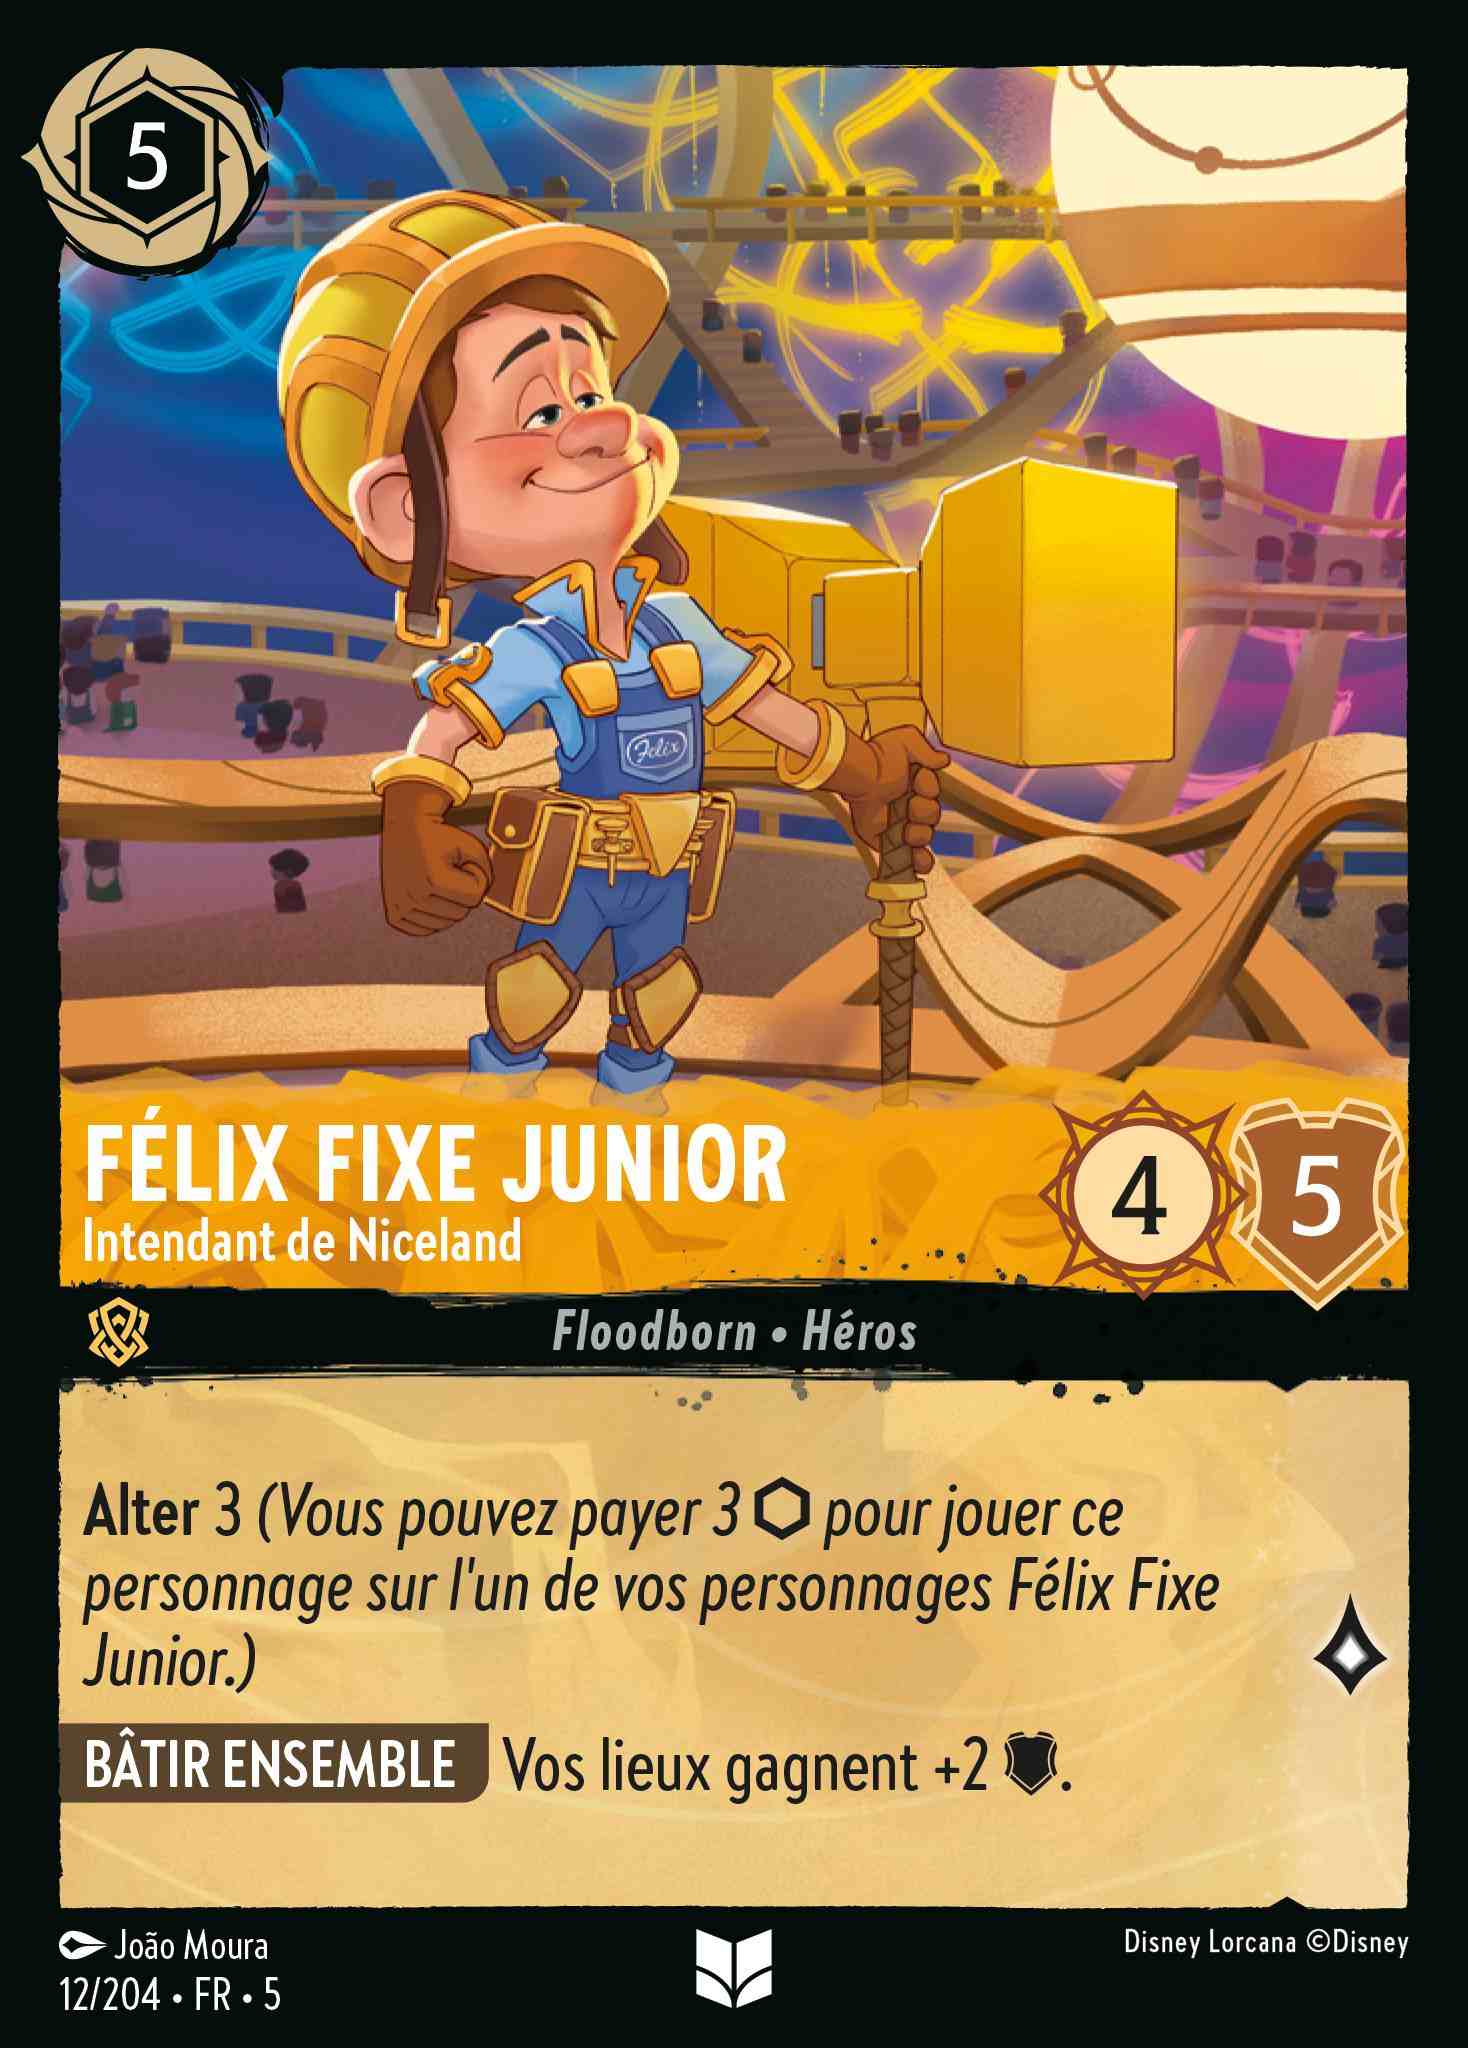 5
Felix
FÉLIX FIXE JUNIOR
Intendant de Niceland
4
5
Floodborn • Héros
Alter 3 (Vous pouvez payer 3 ⬡ pour jouer ce
personnage sur l'un de vos personnages Félix Fixe
Junior.)
BÂTIR ENSEMBLE Vos lieux gagnent +2 .
João Moura
Disney Lorcana ©Disney
12/204 • FR • 5